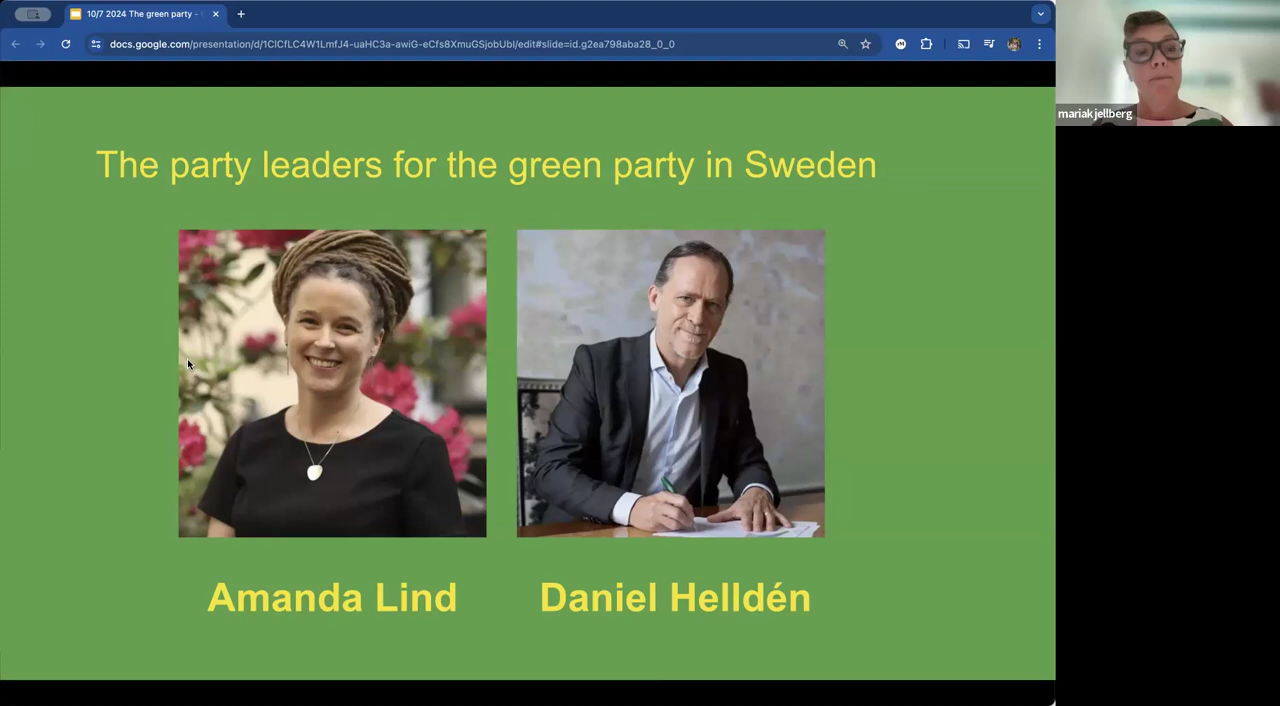 10/7 2024 The green party -
docs.google.com/presentation/d/1ClCfLC4W1LmfJ4-uaHC3a-awiG-eCfs8XmuGSjobUbI/edit#slide=id.g2ea798aba28_0_0
mariakjellberg
The party leaders for the green party in Sweden
Amanda Lind
Daniel Helldén